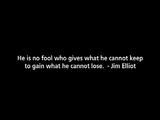 He is no fool who gives what he cannot keep
to gain what he cannot lose. - Jim Elliot